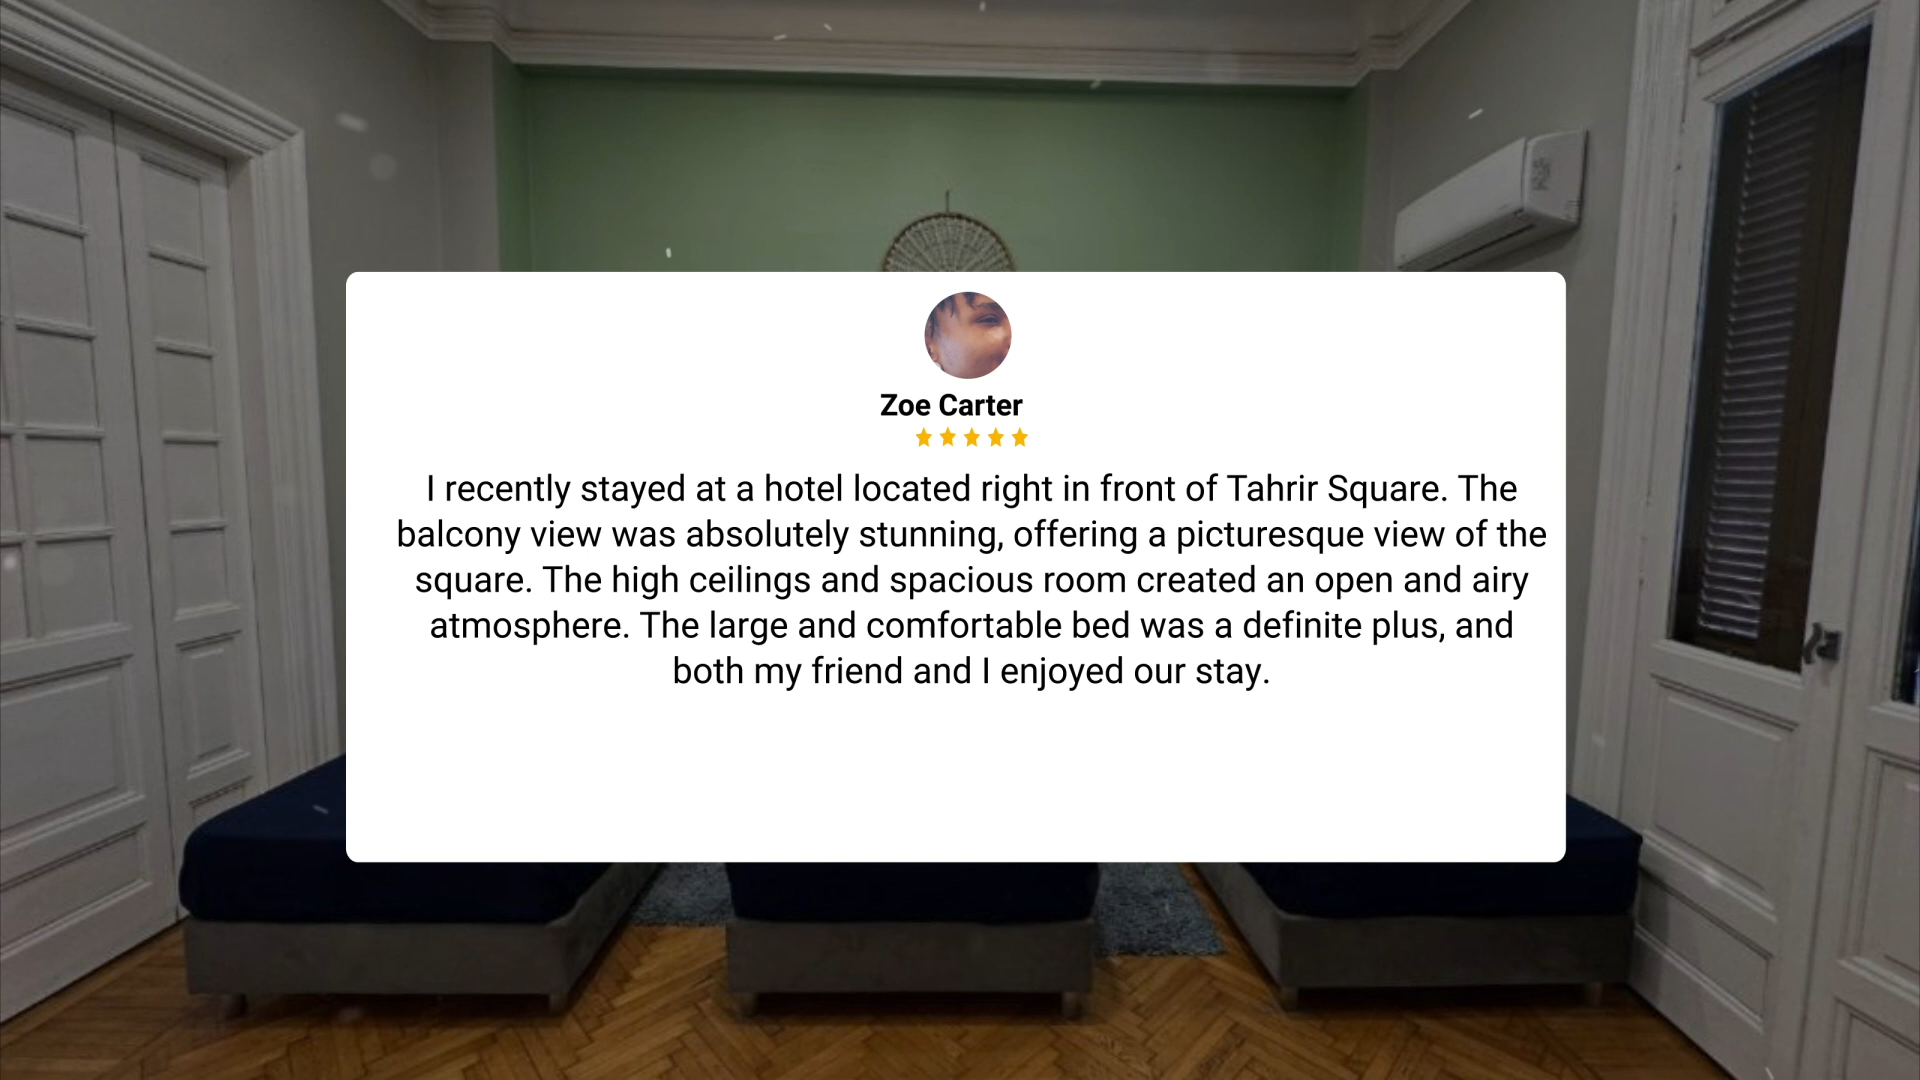 Zoe Carter
I recently stayed at a hotel located right in front of Tahrir Square. The
balcony view was absolutely stunning, offering a picturesque view of the
square. The high ceilings and spacious room created an open and airy
atmosphere. The large and comfortable bed was a definite plus, and
both my friend and I enjoyed our stay.